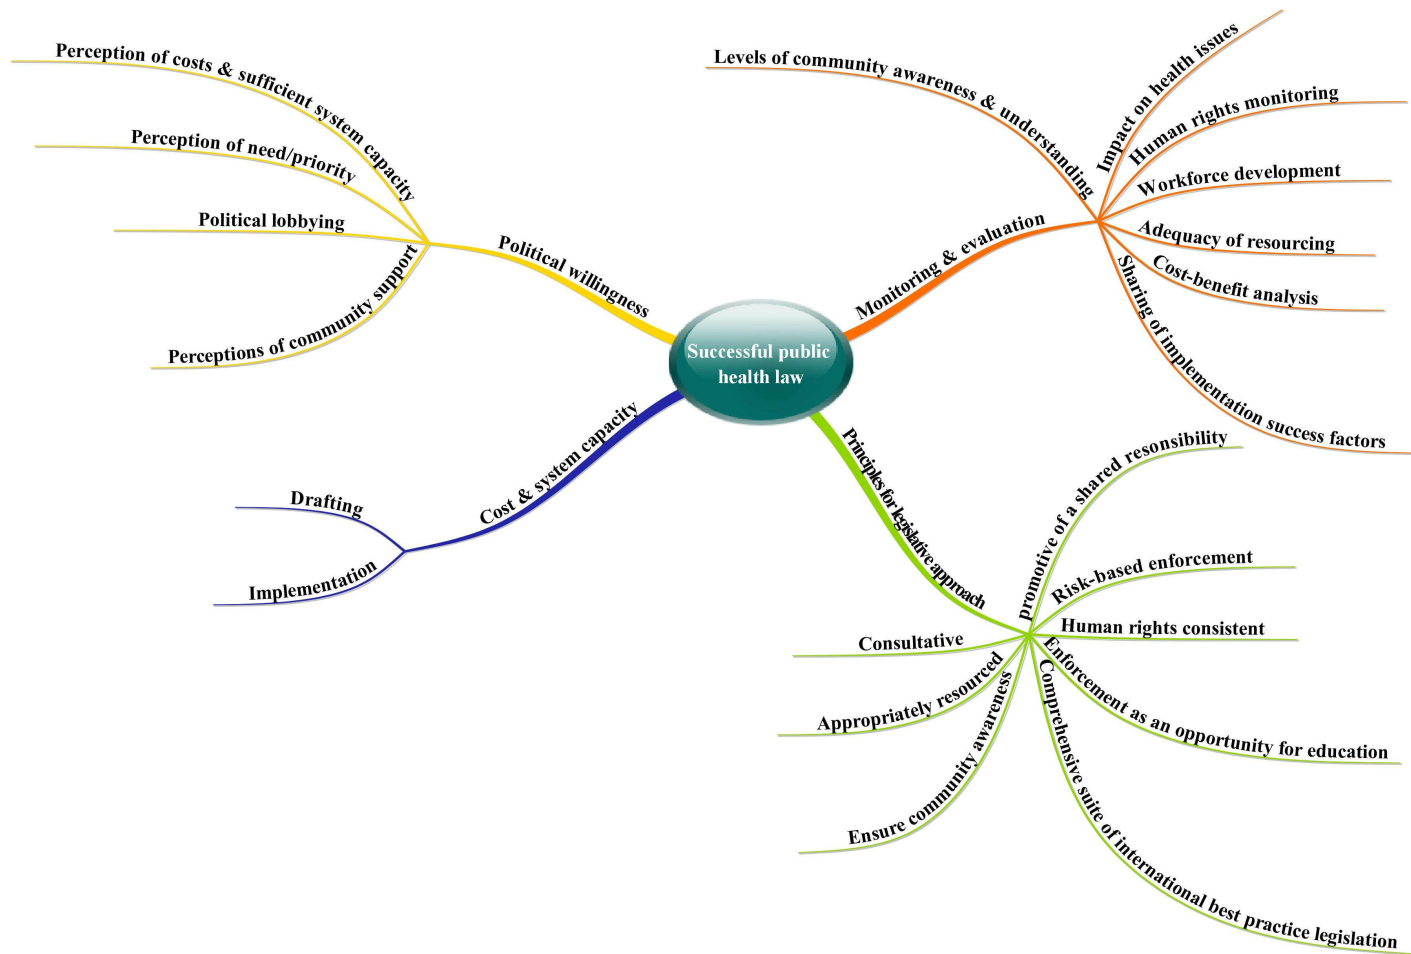 Successful public
health law
Political willingness
Perception of costs & sufficient system capacity
Perception of need/priority
Political lobbying
Perceptions of community support
Cost & system capacity
Drafting
Implementation
Monitoring & evaluation
Levels of community awareness & understanding
Impact on health issues
Human rights monitoring
Workforce development
Adequacy of resourcing
Cost-benefit analysis
Sharing of implementation success factors
Principles for legislative approach
promotive of a shared resonsibility
Risk-based enforcement
Human rights consistent
Enforcement as an opportunity for education
Comprehensive suite of international best practice legislation
Consultative
Appropriately resourced
Ensure community awareness